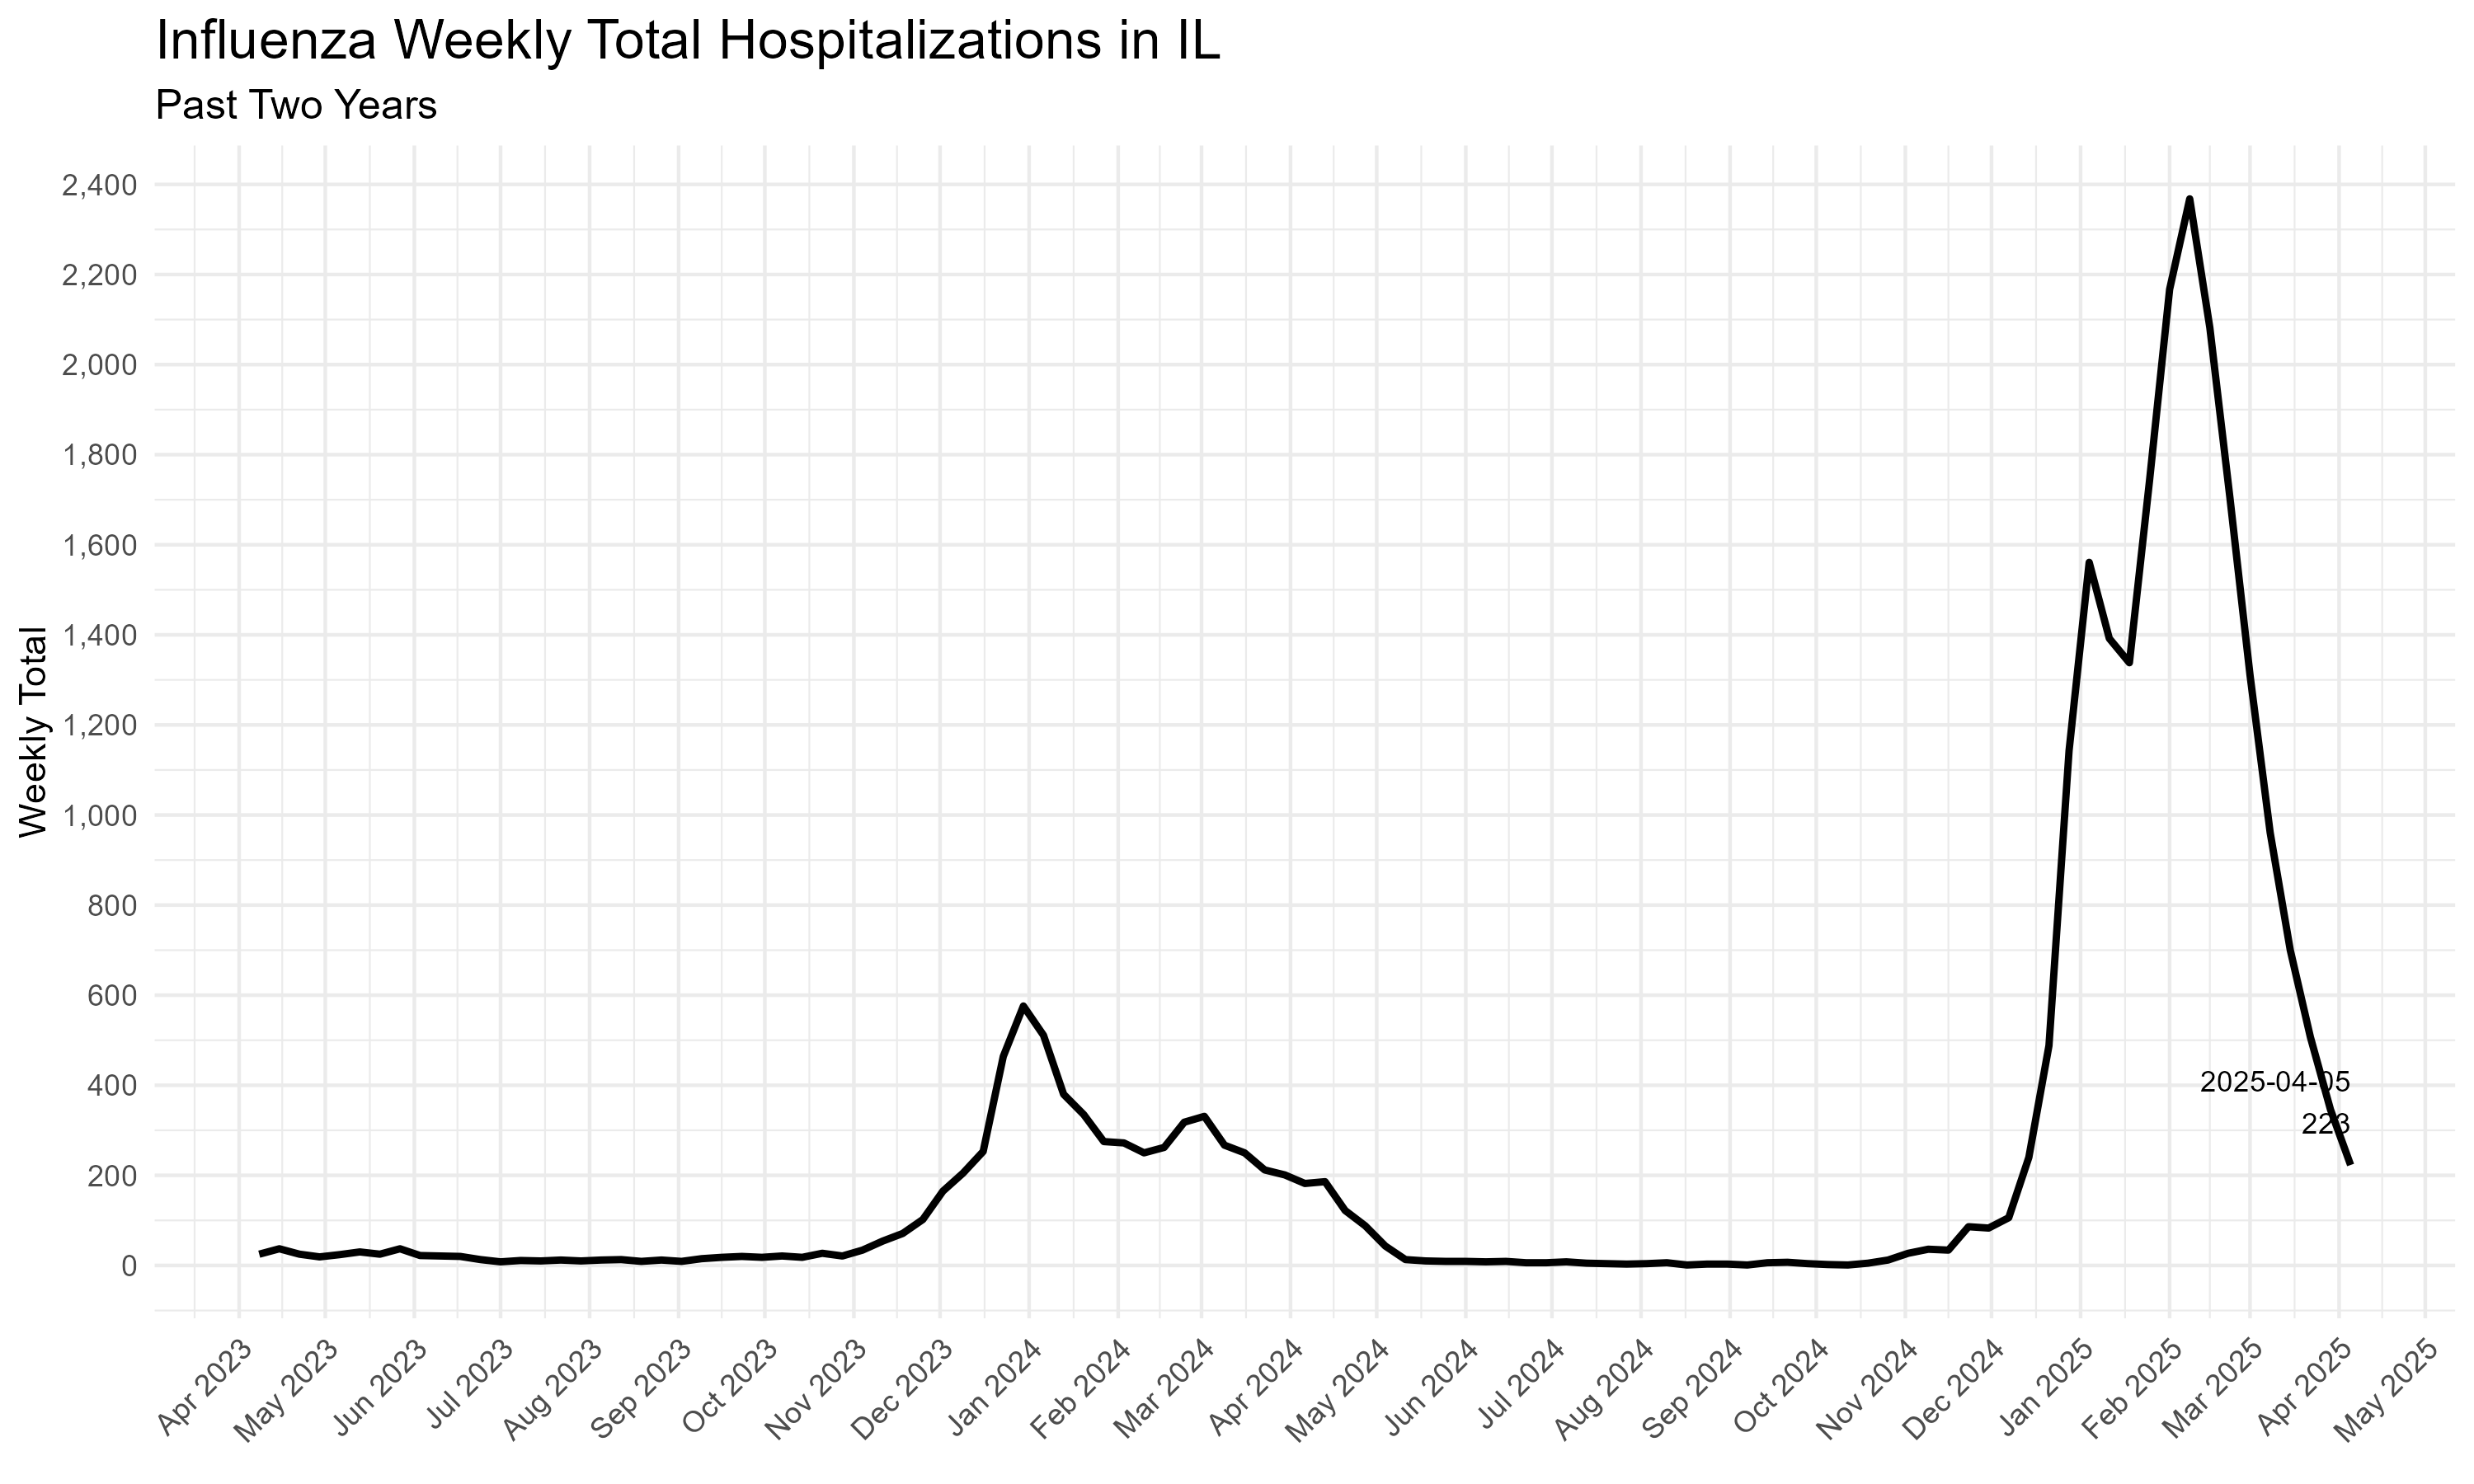 Influenza Weekly Total Hospitalizations in IL
Past Two Years
Weekly Total
2,400
2,200
2,000
1,800
1,600
1,400
1,200
1,000
800
600
400
200
0
2025-04-05
223
Apr 2023
May 2023
Jun 2023
Jul 2023
Aug 2023
Sep 2023
Oct 2023
Nov 2023
Dec 2023
Jan 2024
Feb 2024
Mar 2024
Apr 2024
May 2024
Jun 2024
Jul 2024
Aug 2024
Sep 2024
Oct 2024
Nov 2024
Dec 2024
Jan 2025
Feb 2025
Mar 2025
Apr 2025
May 2025